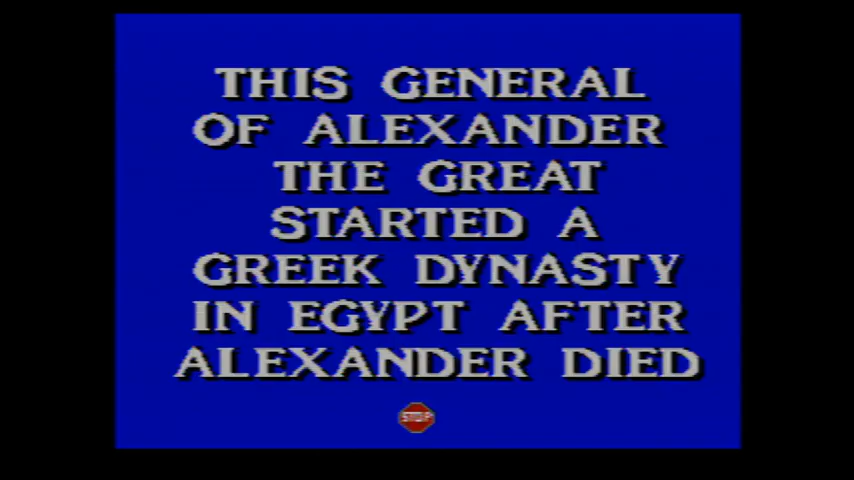 THIS GENERAL
OF ALEXANDER
THE GREAT
STARTED A
GREEK DYNASTY
IN EGYPT AFTER
ALEXANDER DIED
STOP